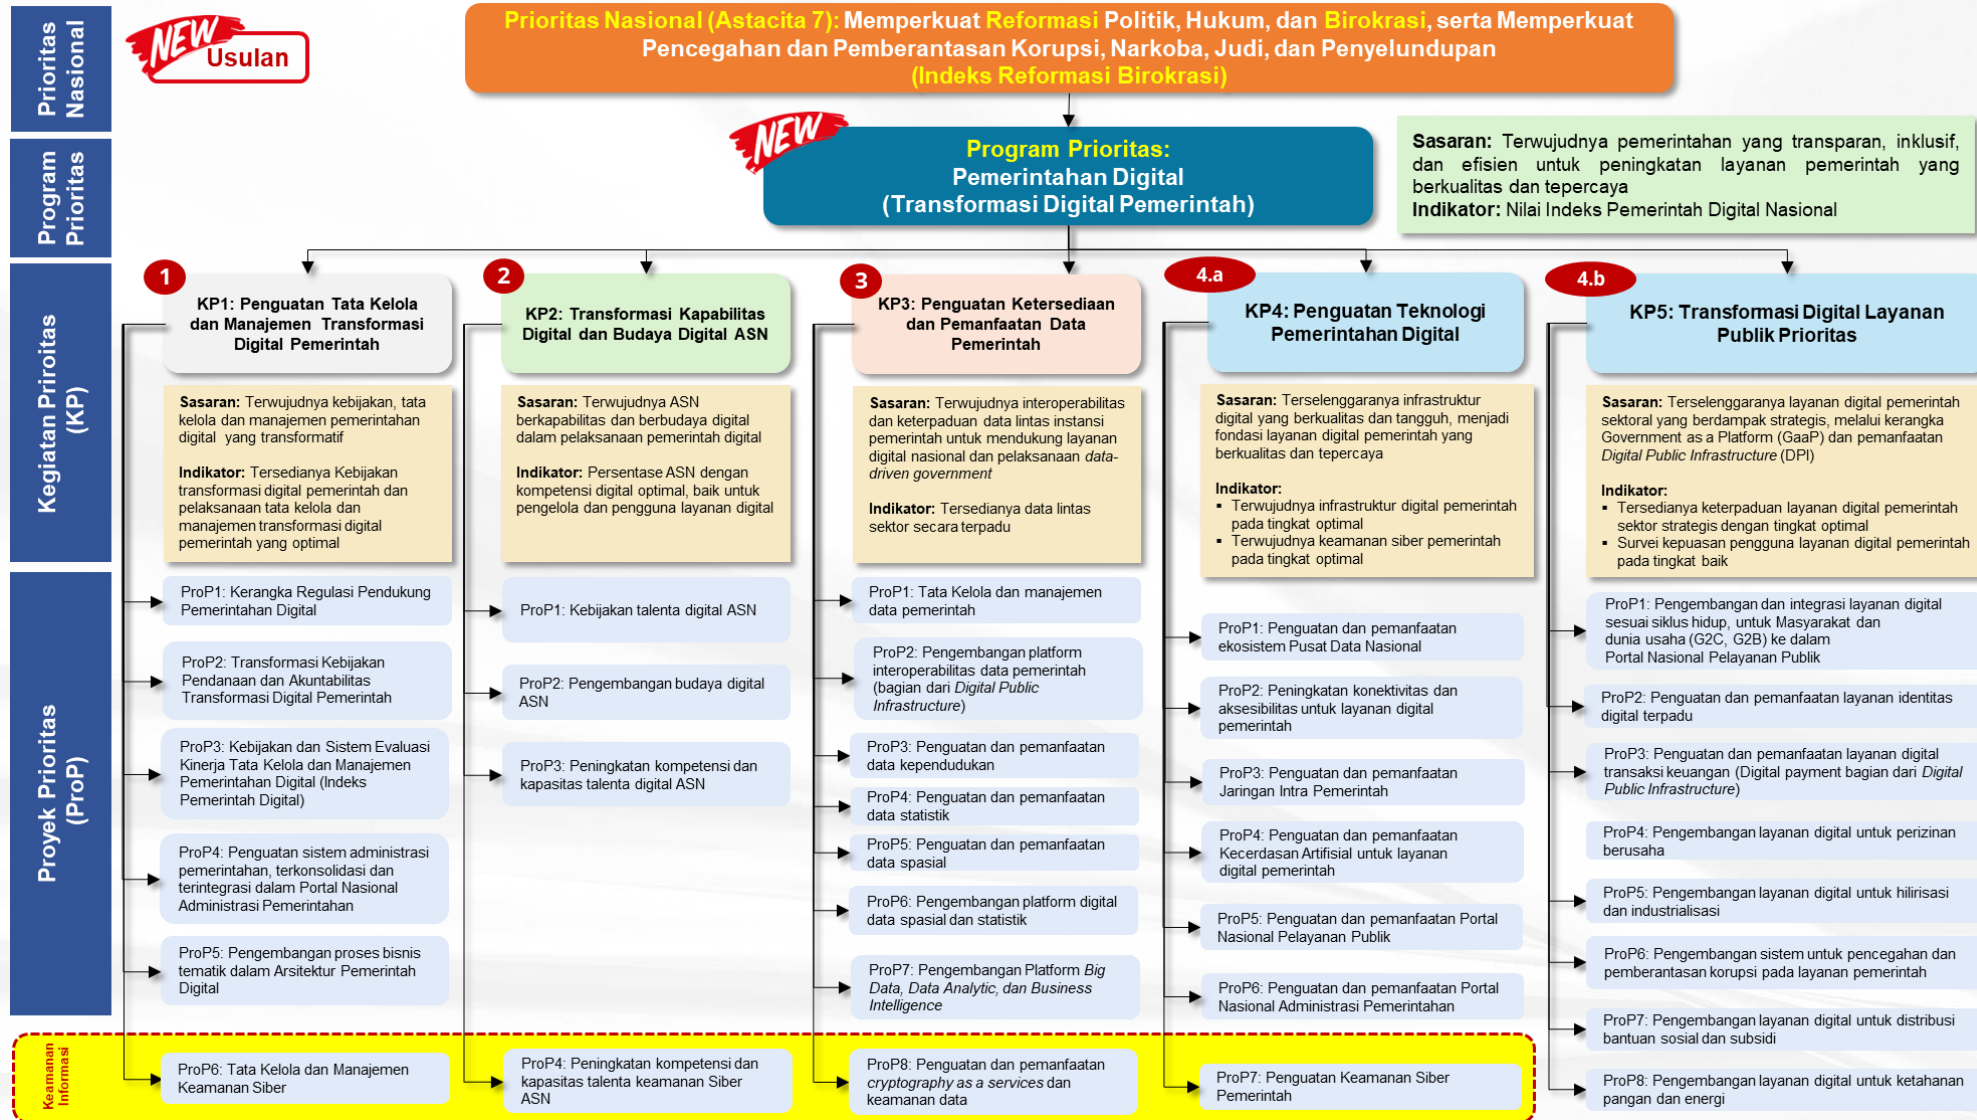 Prioritas
Nasional
NEW
Usulan
Prioritas Nasional (Astacita 7): Memperkuat Reformasi Politik, Hukum, dan Birokrasi, serta Memperkuat
Pencegahan dan Pemberantasan Korupsi, Narkoba, Judi, dan Penyelundupan
(Indeks Reformasi Birokrasi)
Program
Prioritas
NEW
Program Prioritas:
Pemerintahan Digital
(Transformasi Digital Pemerintah)
Sasaran: Terwujudnya pemerintahan yang transparan, inklusif,
dan efisien untuk peningkatan layanan pemerintah yang
berkualitas dan tepercaya
Indikator: Nilai Indeks Pemerintah Digital Nasional
Kegiatan Priroitas
(KP)
1
KP1: Penguatan Tata Kelola
dan Manajemen Transformasi
Digital Pemerintah
Sasaran: Terwujudnya kebijakan, tata
kelola dan manajemen pemerintahan
digital yang transformatif
Indikator: Tersedianya Kebijakan
transformasi digital pemerintah dan
pelaksanaan tata kelola dan
manajemen transformasi digital
pemerintah yang optimal
2
KP2: Transformasi Kapabilitas
Digital dan Budaya Digital ASN
Sasaran: Terwujudnya ASN
berkapabilitas dan berbudaya digital
dalam pelaksanaan pemerintah digital
Indikator: Persentase ASN dengan
kompetensi digital optimal, baik untuk
pengelola dan pengguna layanan digital
3
KP3: Penguatan Ketersediaan
dan Pemanfaatan Data
Pemerintah
Sasaran: Terwujudnya interoperabilitas
dan keterpaduan data lintas instansi
pemerintah untuk mendukung layanan
digital nasional dan pelaksanaan data-
driven government
Indikator: Tersedianya data lintas
sektor secara terpadu
4.a
KP4: Penguatan Teknologi
Pemerintahan Digital
Sasaran: Terselenggaranya infrastruktur
digital yang berkualitas dan tangguh, menjadi
fondasi layanan digital pemerintah yang
berkualitas dan tepercaya
Indikator:
▪ Terwujudnya infrastruktur digital pemerintah
pada tingkat optimal
▪ Terwujudnya keamanan siber pemerintah
pada tingkat optimal
4.b
KP5: Transformasi Digital Layanan
Publik Prioritas
Sasaran: Terselenggaranya layanan digital pemerintah
sektoral yang berdampak strategis, melalui kerangka
Government as a Platform (GaaP) dan pemanfaatan
Digital Public Infrastructure (DPI)
Indikator:
▪ Tersedianya keterpaduan layanan digital pemerintah
sektor strategis dengan tingkat optimal
▪ Survei kepuasan pengguna layanan digital pemerintah
pada tingkat baik
Proyek Prioritas
(ProP)
ProP1: Kerangka Regulasi Pendukung
Pemerintahan Digital
ProP2: Transformasi Kebijakan
Pendanaan dan Akuntabilitas
Transformasi Digital Pemerintah
ProP3: Kebijakan dan Sistem Evaluasi
Kinerja Tata Kelola dan Manajemen
Pemerintahan Digital (Indeks
Pemerintah Digital)
ProP4: Penguatan sistem administrasi
pemerintahan, terkonsolidasi dan
terintegrasi dalam Portal Nasional
Administrasi Pemerintahan
ProP5: Pengembangan proses bisnis
tematik dalam Arsitektur Pemerintah
Digital
ProP1: Kebijakan talenta digital ASN
ProP2: Pengembangan budaya digital
ASN
ProP3: Peningkatan kompetensi dan
kapasitas talenta digital ASN
ProP1: Tata Kelola dan manajemen
data pemerintah
ProP2: Pengembangan platform
interoperabilitas data pemerintah
(bagian dari Digital Public
Infrastructure)
ProP3: Penguatan dan pemanfaatan
data kependudukan
ProP4: Penguatan dan pemanfaatan
data statistik
ProP5: Penguatan dan pemanfaatan
data spasial
ProP6: Pengembangan platform digital
data spasial dan statistik
ProP7: Pengembangan Platform Big
Data, Data Analytic, dan Business
Intelligence
ProP1: Penguatan dan pemanfaatan
ekosistem Pusat Data Nasional
ProP2: Peningkatan konektivitas dan
aksesibilitas untuk layanan digital
pemerintah
ProP3: Penguatan dan pemanfaatan
Jaringan Intra Pemerintah
ProP4: Penguatan dan pemanfaatan
Kecerdasan Artifisial untuk layanan
digital pemerintah
ProP5: Penguatan dan pemanfaatan Portal
Nasional Pelayanan Publik
ProP6: Penguatan dan pemanfaatan Portal
Nasional Administrasi Pemerintahan
ProP1: Pengembangan dan integrasi layanan digital
sesuai siklus hidup, untuk Masyarakat dan
dunia usaha (G2C, G2B) ke dalam
Portal Nasional Pelayanan Publik
ProP2: Penguatan dan pemanfaatan layanan identitas
digital terpadu
ProP3: Penguatan dan pemanfaatan layanan digital
transaksi keuangan (Digital payment bagian dari Digital
Public Infrastructure)
ProP4: Pengembangan layanan digital untuk perizinan
berusaha
ProP5: Pengembangan layanan digital untuk hilirisasi
dan industrialisasi
ProP6: Pengembangan sistem untuk pencegahan dan
pemberantasan korupsi pada layanan pemerintah
ProP7: Pengembangan layanan digital untuk distribusi
bantuan sosial dan subsidi
ProP8: Pengembangan layanan digital untuk ketahanan
pangan dan energi
Keamanan
Informasi
ProP6: Tata Kelola dan Manajemen
Keamanan Siber
ProP4: Peningkatan kompetensi dan
kapasitas talenta keamanan Siber
ASN
ProP8: Penguatan dan pemanfaatan
cryptography as a services dan
keamanan data
ProP7: Penguatan Keamanan Siber
Pemerintah